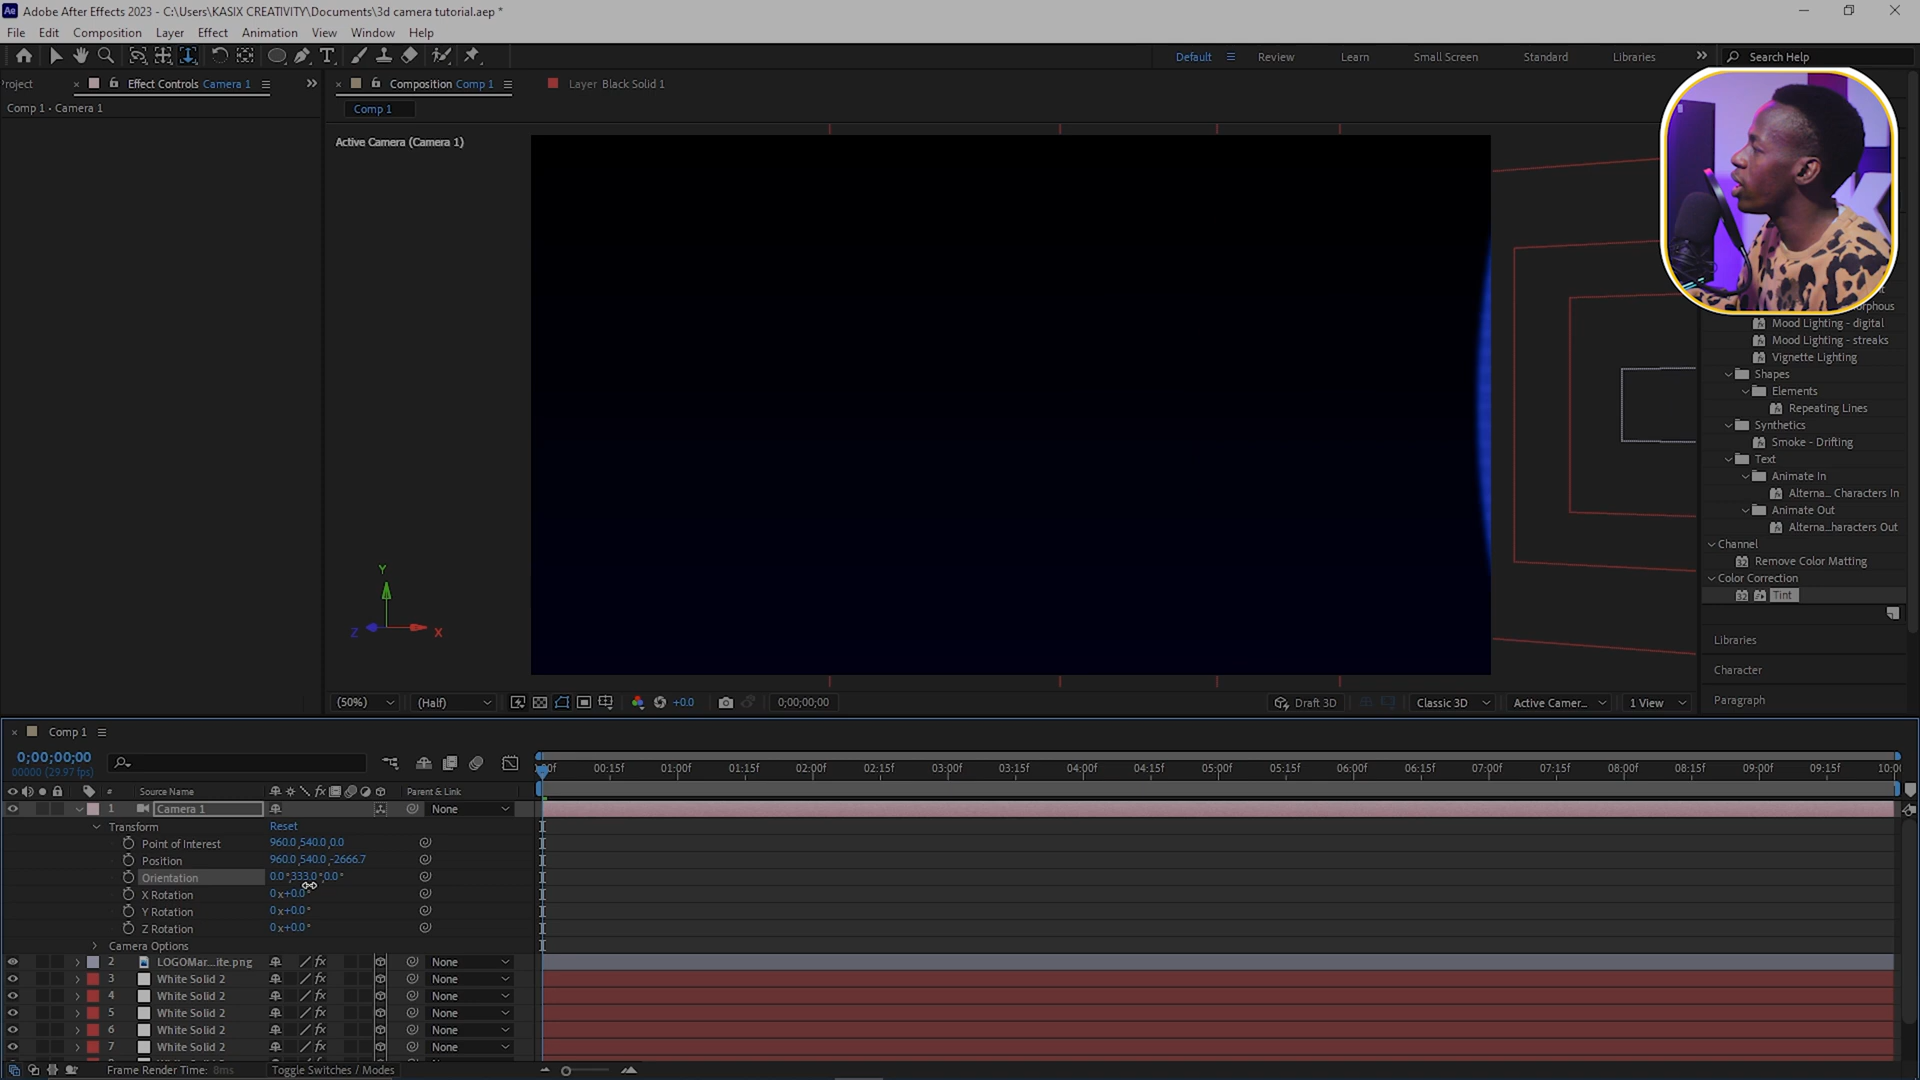 Adobe After Effects 2023 - C:\Users\KASIX CREATIVITY\Documents\3d camera tutorial.aep *
File Edit Composition Layer Effect Animation View Window Help
Default Review Learn Small Screen Standard Libraries Search Help
Project Effect Controls Camera 1 Composition Comp 1 Layer Black Solid 1
Comp 1 • Camera 1
Comp 1
Active Camera (Camera 1)
Mood Lighting - digital
Mood Lighting - streaks
Vignette Lighting
Shapes
Elements
Repeating Lines
Synthetics
Smoke - Drifting
Text
Animate In
Alterna... Characters In
Animate Out
Alterna...haracters Out
Channel
Remove Color Matting
Color Correction
Tint
Libraries
Character
Paragraph
Y
Z X
(50%) (Half) +0.0 0;00;00;00 Draft 3D Classic 3D Active Camer... 1 View
Comp 1
0;00;00;00
00000 (29.97 fps)
00:15f 01:00f 01:15f 02:00f 02:15f 03:00f 03:15f 04:00f 04:15f 05:00f 05:15f 06:00f 06:15f 07:00f 07:15f 08:00f 08:15f 09:00f 09:15f
# Source Name fx Parent & Link
1 Camera 1 None
Transform Reset
Point of Interest 960.0,540.0,0.0
Position 960.0,540.0,-2666.7
Orientation 0.0°,333.0°,0.0°
X Rotation 0x+0.0°
Y Rotation 0x+0.0°
Z Rotation 0x+0.0°
Camera Options
2 LOGOMar...ite.png fx None
3 White Solid 2 fx None
4 White Solid 2 fx None
5 White Solid 2 fx None
6 White Solid 2 fx None
7 White Solid 2 fx None
Frame Render Time: 8ms Toggle Switches / Modes